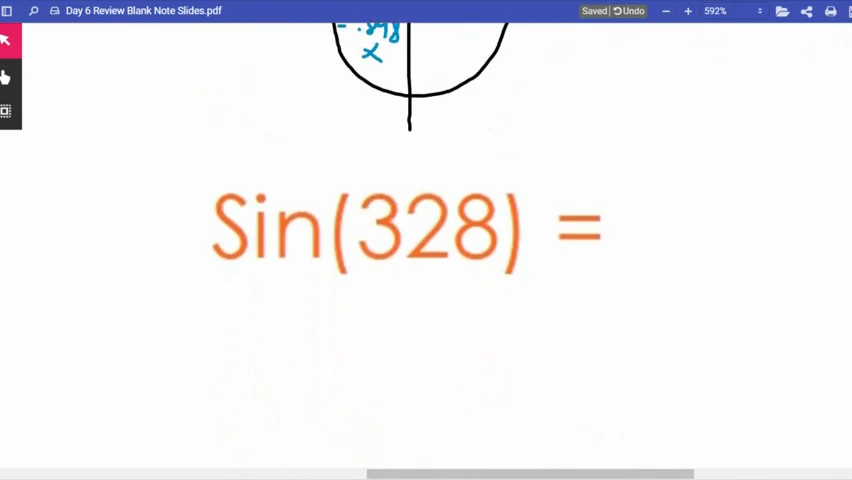 Day 6 Review Blank Note Slides.pdf
Saved
Undo
592%
x
Sin(328) =